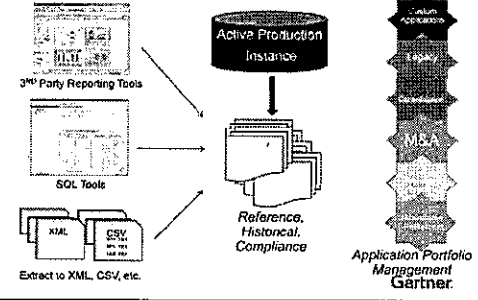 Custom
Applications
Active Production
Instance
Legacy
3RD Party Reporting Tools
M&A
SQL Tools
XML
CSV
Reference,
Historical,
Compliance
Extract to XML, CSV, etc.
Application Portfolio
Management
Gartner